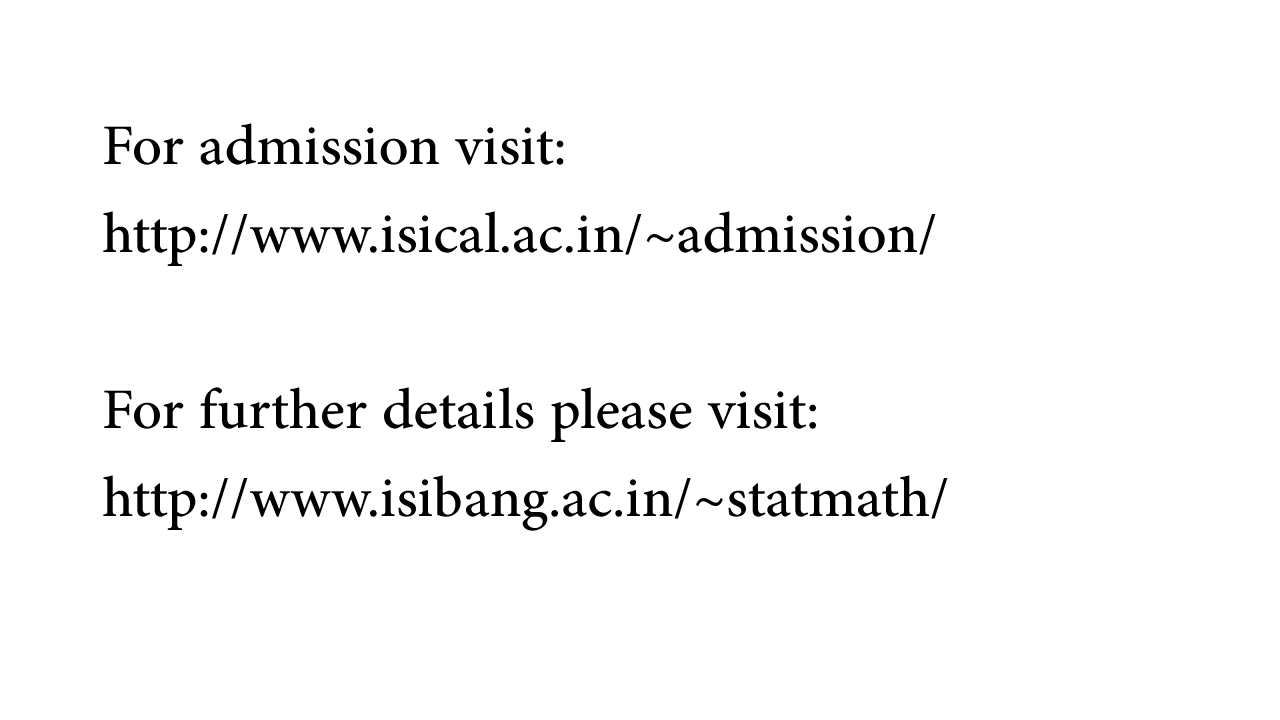 For admission visit:
http://www.isical.ac.in/~admission/
For further details please visit:
http://www.isibang.ac.in/~statmath/